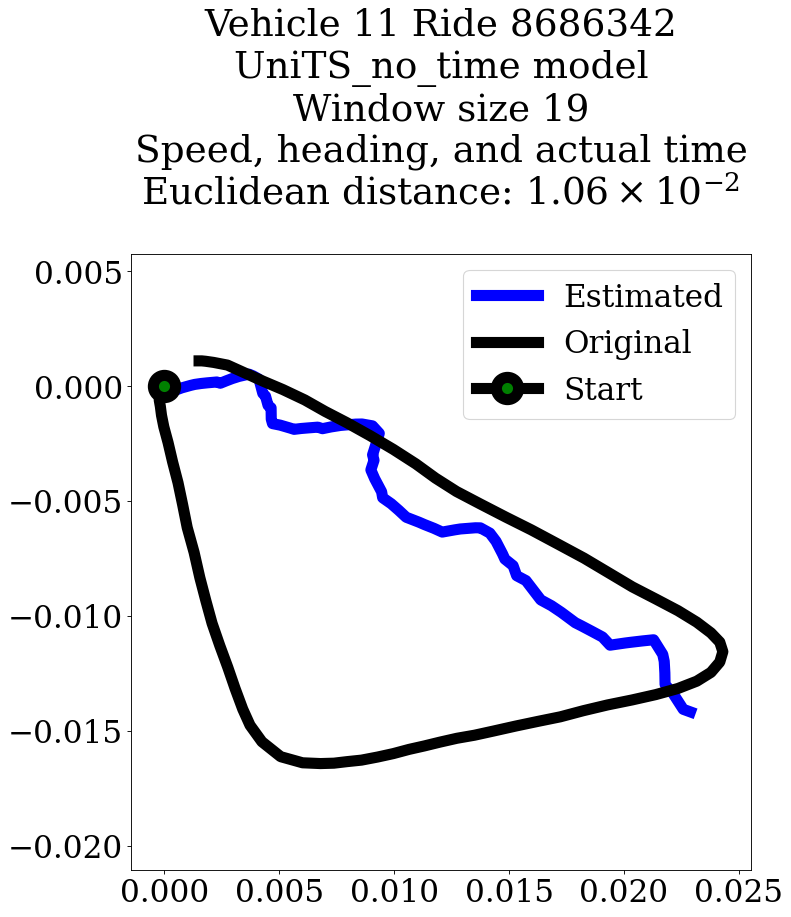 Vehicle 11 Ride 8686342
UniTS_no_time model
Window size 19
Speed, heading, and actual time
Euclidean distance: 1.06 × 10⁻²
Estimated
Original
Start
0.005
0.000
−0.005
−0.010
−0.015
−0.020
0.000 0.005 0.010 0.015 0.020 0.025